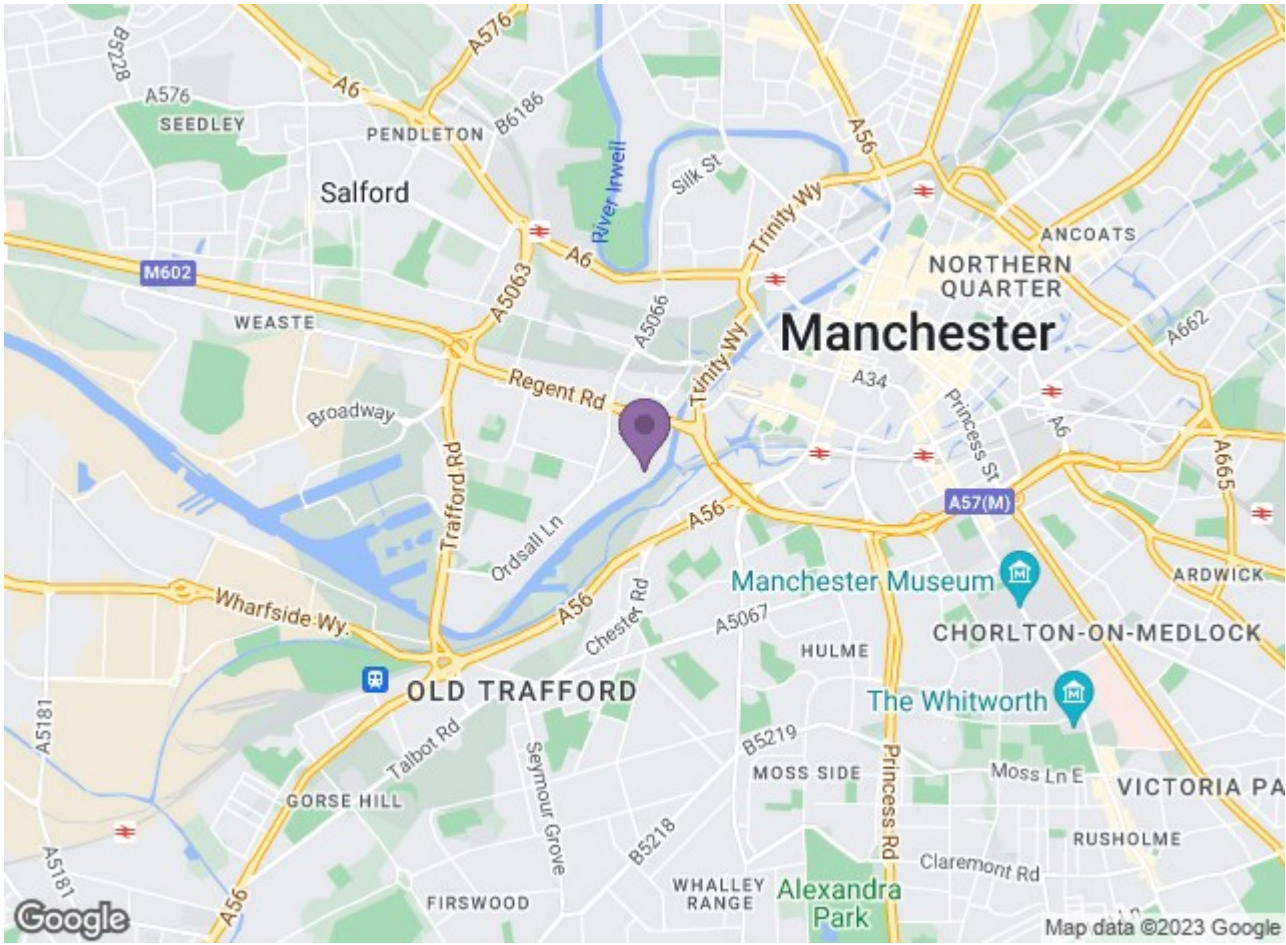 B5228
A576
A6
A576
SEEDLEY
PENDLETON
B6186
A56
Silk St
River Irwell
Salford
Trinity Wy
ANCOATS
A6
NORTHERN
QUARTER
M602
A5063
A5066
WEASTE
Manchester
A662
Trinity Wy
Regent Rd
A34
Broadway
Princess St
A6
Trafford Rd
A665
A57(M)
A56
Ordsall Ln
Manchester Museum
ARDWICK
Wharfside Wy.
A56
Chester Rd
A5067
CHORLTON-ON-MEDLOCK
HULME
OLD TRAFFORD
The Whitworth
A5181
Talbot Rd
B5219
Seymour Grove
MOSS SIDE
Princess Rd
Moss Ln E
VICTORIA PA
GORSE HILL
RUSHOLME
B5218
A5181
Claremont Rd
WHALLEY
RANGE
Alexandra
Park
FIRSWOOD
A56
Google
Map data ©2023 Google